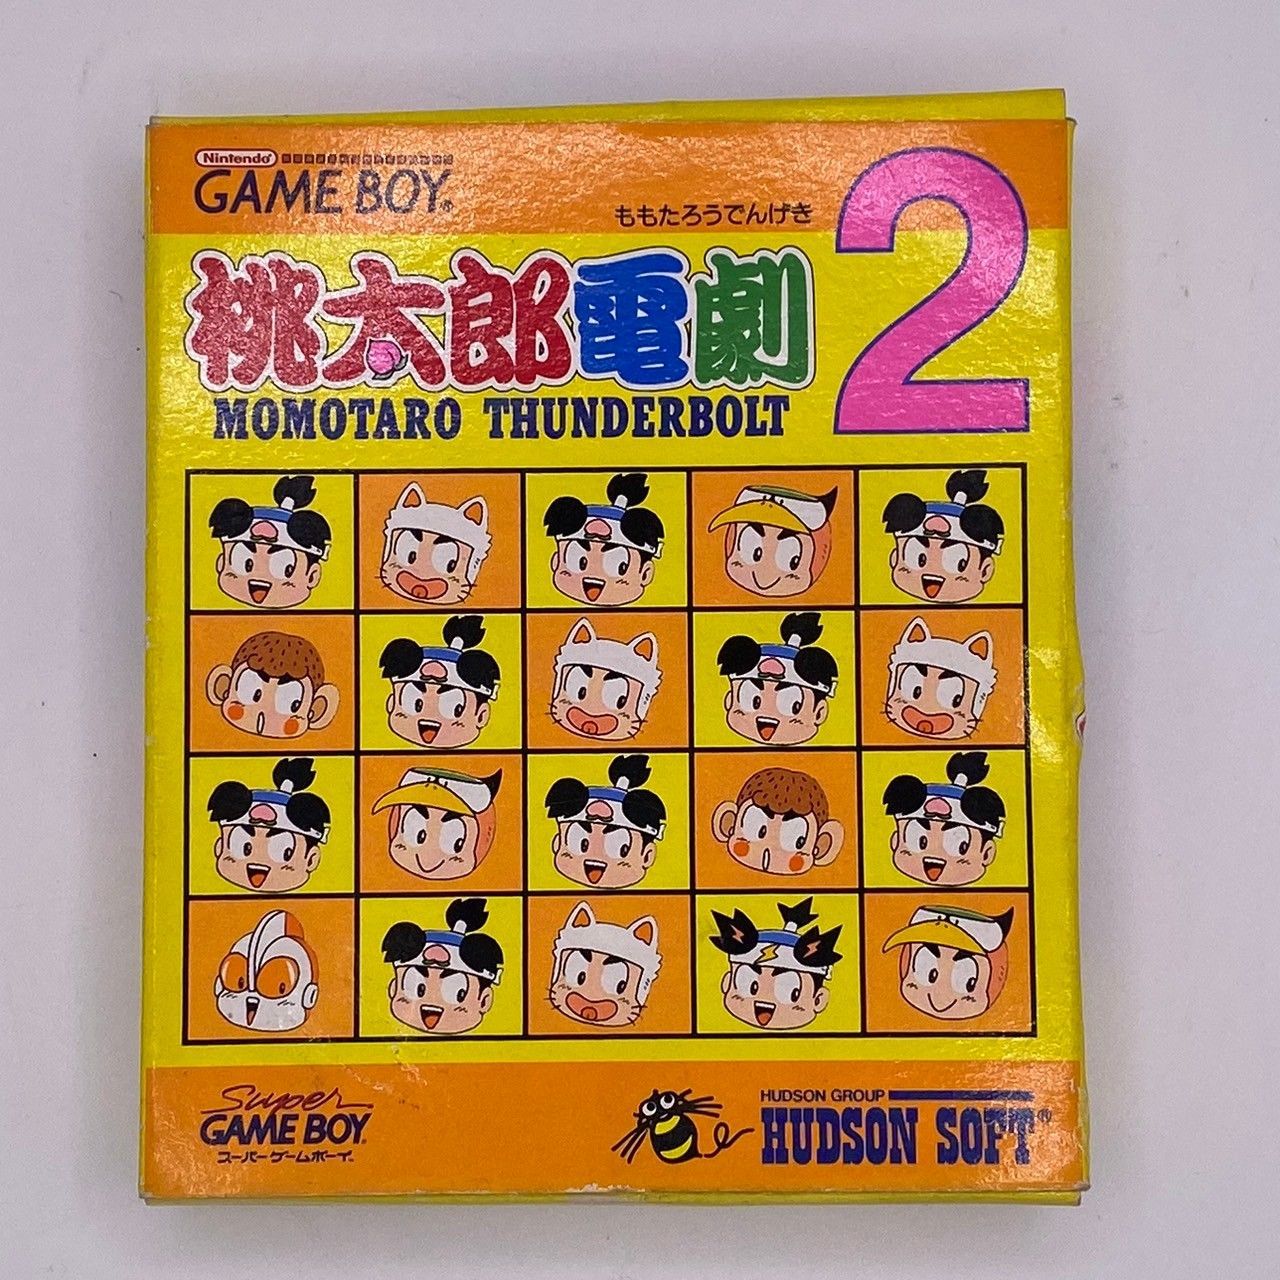 Nintendo
GAME BOY
ももたろうでんげき
桃太郎電劇
2
MOMOTARO THUNDERBOLT
Super
GAME BOY
スーパーゲームボーイ
HUDSON GROUP
HUDSON SOFT